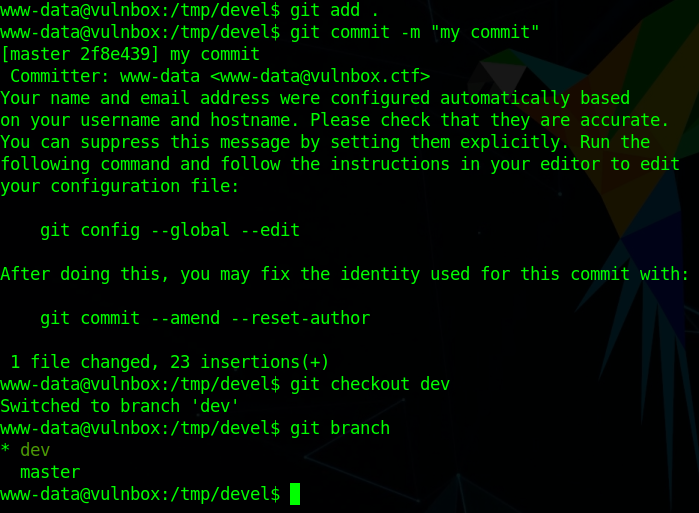 www-data@vulnbox:/tmp/devel$ git add .
www-data@vulnbox:/tmp/devel$ git commit -m "my commit"
[master 2f8e439] my commit
 Committer: www-data <www-data@vulnbox.ctf>
Your name and email address were configured automatically based
on your username and hostname. Please check that they are accurate.
You can suppress this message by setting them explicitly. Run the
following command and follow the instructions in your editor to edit
your configuration file:

    git config --global --edit

After doing this, you may fix the identity used for this commit with:

    git commit --amend --reset-author

 1 file changed, 23 insertions(+)
www-data@vulnbox:/tmp/devel$ git checkout dev
Switched to branch 'dev'
www-data@vulnbox:/tmp/devel$ git branch
* dev
  master
www-data@vulnbox:/tmp/devel$